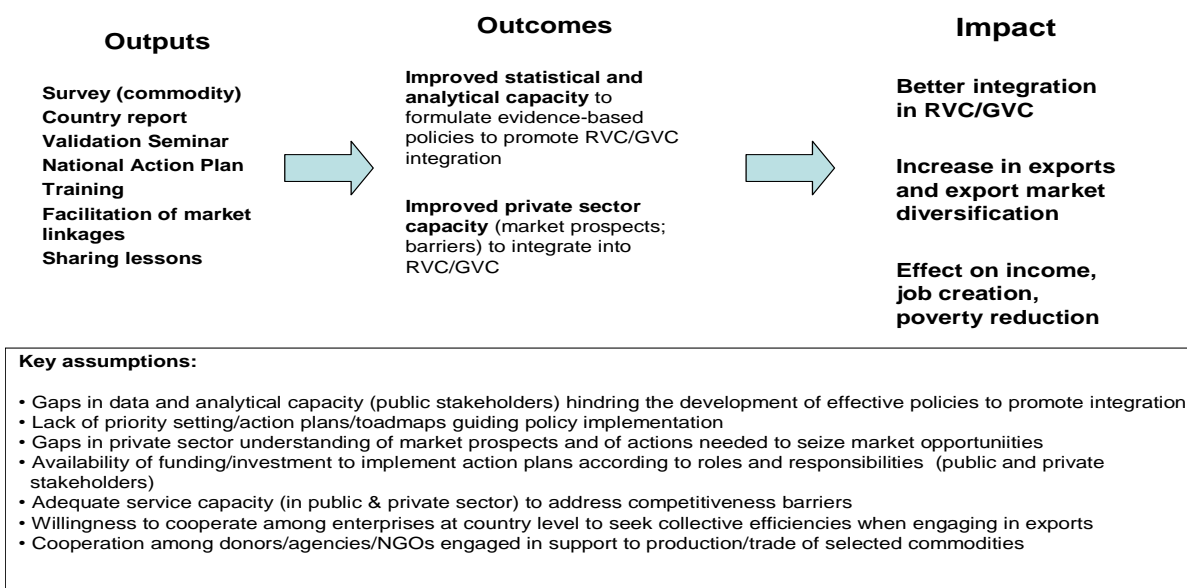 Outputs
Survey (commodity)
Country report
Validation Seminar
National Action Plan
Training
Facilitation of market
linkages
Sharing lessons
Outcomes
Improved statistical and
analytical capacity to
formulate evidence-based
policies to promote RVC/GVC
integration
Improved private sector
capacity (market prospects;
barriers) to integrate into
RVC/GVC
Impact
Better integration
in RVC/GVC
Increase in exports
and export market
diversification
Effect on income,
job creation,
poverty reduction
Key assumptions:
• Gaps in data and analytical capacity (public stakeholders) hindring the development of effective policies to promote integration
• Lack of priority setting/action plans/toadmaps guiding policy implementation
• Gaps in private sector understanding of market prospects and of actions needed to seize market opportuniities
• Availability of funding/investment to implement action plans according to roles and responsibilities (public and private
stakeholders)
• Adequate service capacity (in public & private sector) to address competitiveness barriers
• Willingness to cooperate among enterprises at country level to seek collective efficiencies when engaging in exports
• Cooperation among donors/agencies/NGOs engaged in support to production/trade of selected commodities